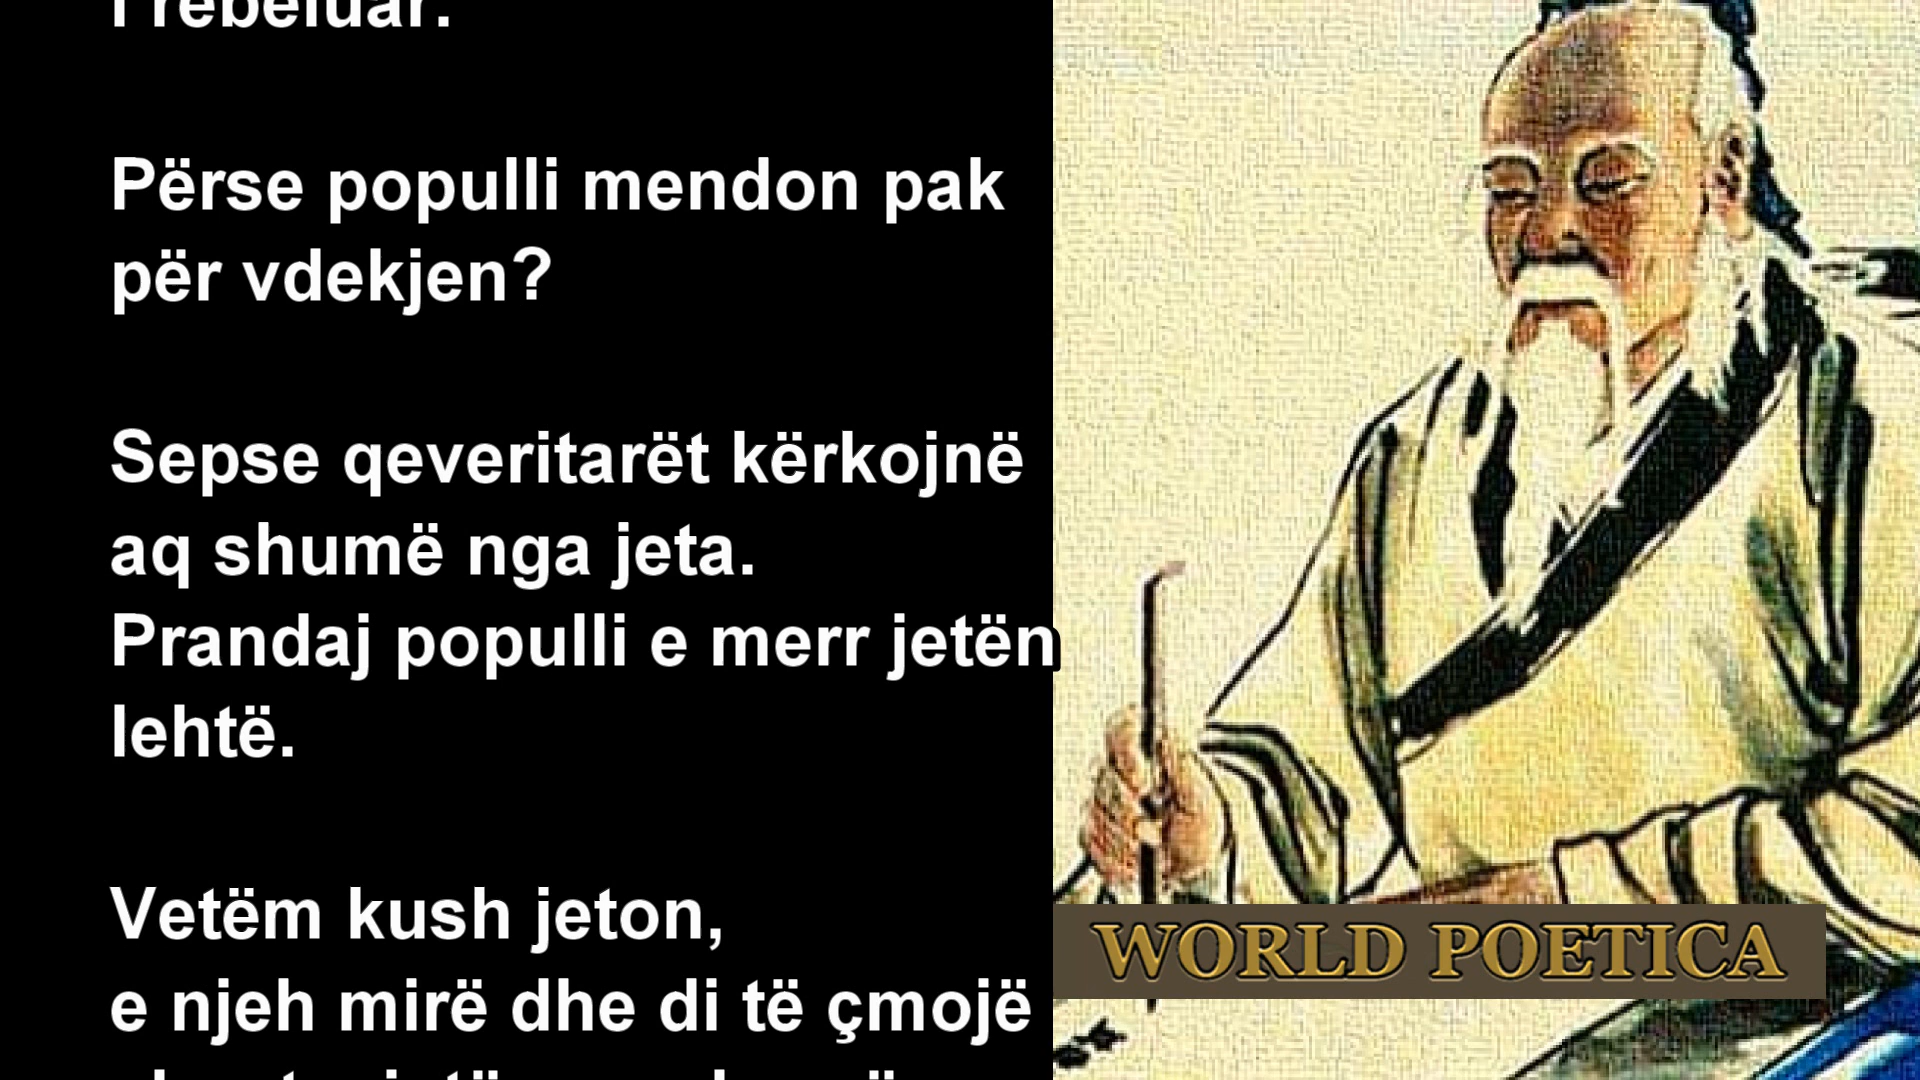 i rebeluar.
Përse populli mendon pak
për vdekjen?
Sepse qeveritarët kërkojnë
aq shumë nga jeta.
Prandaj populli e merr jetën
lehtë.
Vetëm kush jeton,
e njeh mirë dhe di të çmojë
WORLD POETICA